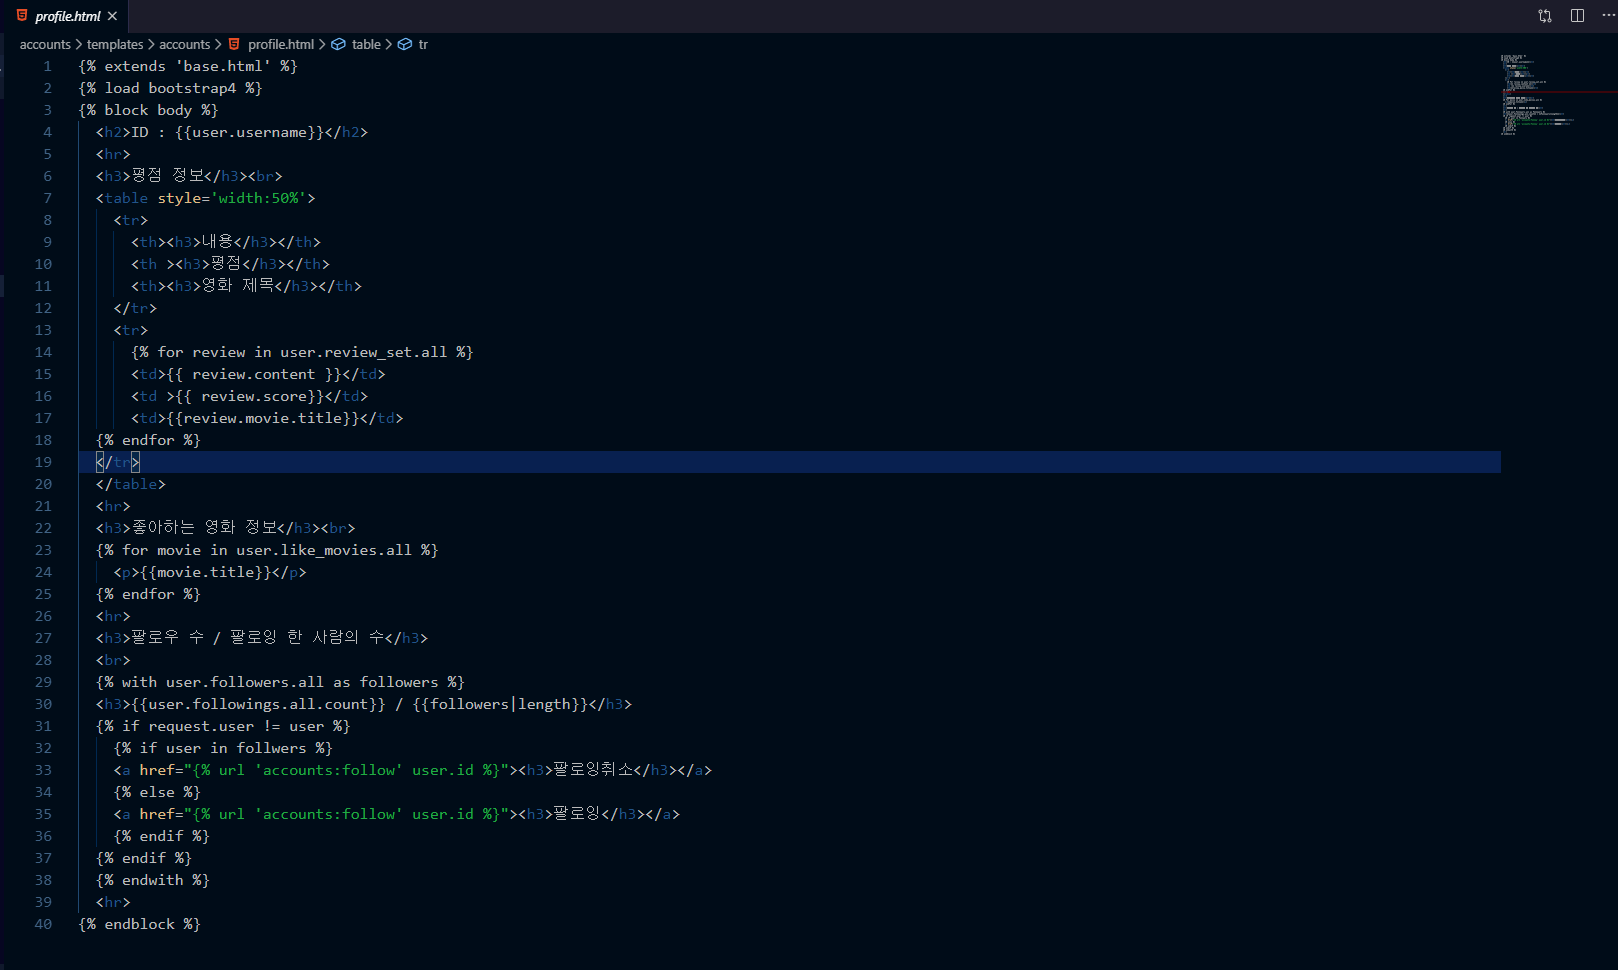 profile.html
accounts > templates > accounts > profile.html > table > tr
1 {% extends 'base.html' %}
2 {% load bootstrap4 %}
3 {% block body %}
4 <h2>ID : {{user.username}}</h2>
5 <hr>
6 <h3>평점 정보</h3><br>
7 <table style='width:50%'>
8 <tr>
9 <th><h3>내용</h3></th>
10 <th ><h3>평점</h3></th>
11 <th><h3>영화 제목</h3></th>
12 </tr>
13 <tr>
14 {% for review in user.review_set.all %}
15 <td>{{ review.content }}</td>
16 <td >{{ review.score}}</td>
17 <td>{{review.movie.title}}</td>
18 {% endfor %}
19 </tr>
20 </table>
21 <hr>
22 <h3>좋아하는 영화 정보</h3><br>
23 {% for movie in user.like_movies.all %}
24 <p>{{movie.title}}</p>
25 {% endfor %}
26 <hr>
27 <h3>팔로우 수 / 팔로잉 한 사람의 수</h3>
28 <br>
29 {% with user.followers.all as followers %}
30 <h3>{{user.followings.all.count}} / {{followers|length}}</h3>
31 {% if request.user != user %}
32 {% if user in follwers %}
33 <a href="{% url 'accounts:follow' user.id %}"><h3>팔로잉취소</h3></a>
34 {% else %}
35 <a href="{% url 'accounts:follow' user.id %}"><h3>팔로잉</h3></a>
36 {% endif %}
37 {% endif %}
38 {% endwith %}
39 <hr>
40 {% endblock %}